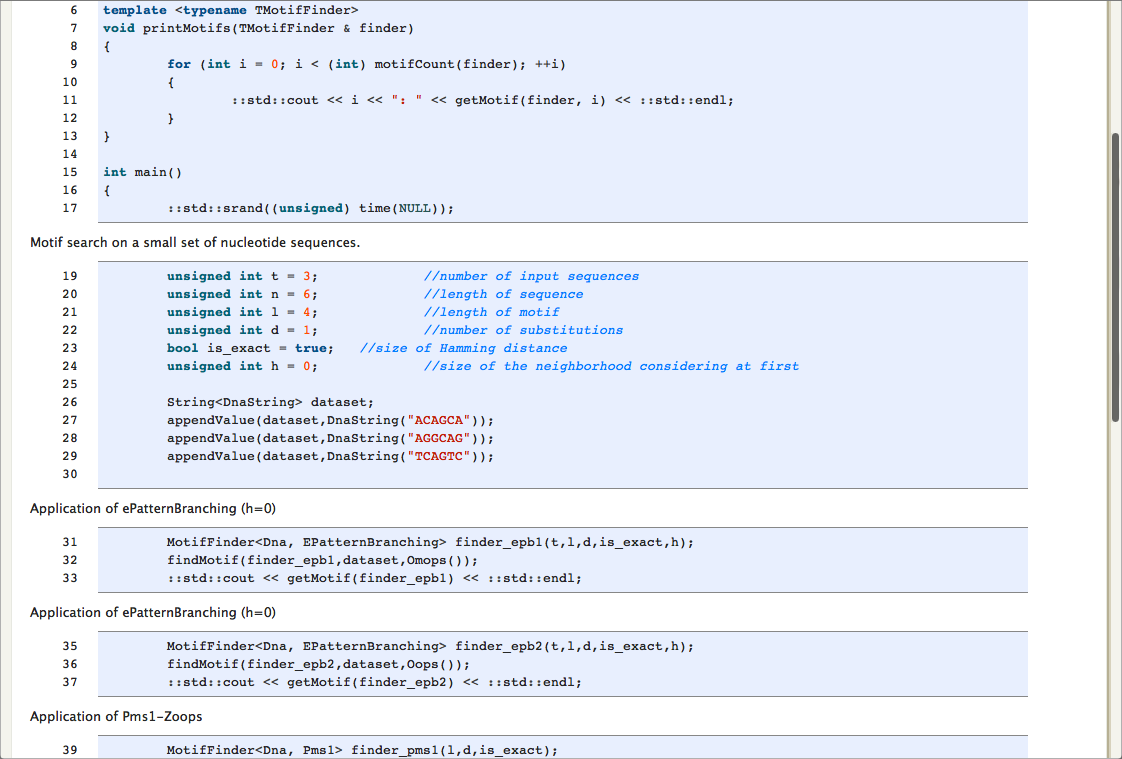 6 template <typename TMotifFinder>
7 void printMotifs(TMotifFinder & finder)
8 {
9 for (int i = 0; i < (int) motifCount(finder); ++i)
10 {
11 ::std::cout << i << ": " << getMotif(finder, i) << ::std::endl;
12 }
13 }
14
15 int main()
16 {
17 ::std::srand((unsigned) time(NULL));
Motif search on a small set of nucleotide sequences.
19 unsigned int t = 3; //number of input sequences
20 unsigned int n = 6; //length of sequence
21 unsigned int l = 4; //length of motif
22 unsigned int d = 1; //number of substitutions
23 bool is_exact = true; //size of Hamming distance
24 unsigned int h = 0; //size of the neighborhood considering at first
25
26 String<DnaString> dataset;
27 appendValue(dataset,DnaString("ACAGCA"));
28 appendValue(dataset,DnaString("AGGCAG"));
29 appendValue(dataset,DnaString("TCAGTC"));
30
Application of ePatternBranching (h=0)
31 MotifFinder<Dna, EPatternBranching> finder_epb1(t,l,d,is_exact,h);
32 findMotif(finder_epb1,dataset,Omops());
33 ::std::cout << getMotif(finder_epb1) << ::std::endl;
Application of ePatternBranching (h=0)
35 MotifFinder<Dna, EPatternBranching> finder_epb2(t,l,d,is_exact,h);
36 findMotif(finder_epb2,dataset,Oops());
37 ::std::cout << getMotif(finder_epb2) << ::std::endl;
Application of Pms1-Zoops
39 MotifFinder<Dna, Pms1> finder_pms1(l,d,is_exact);